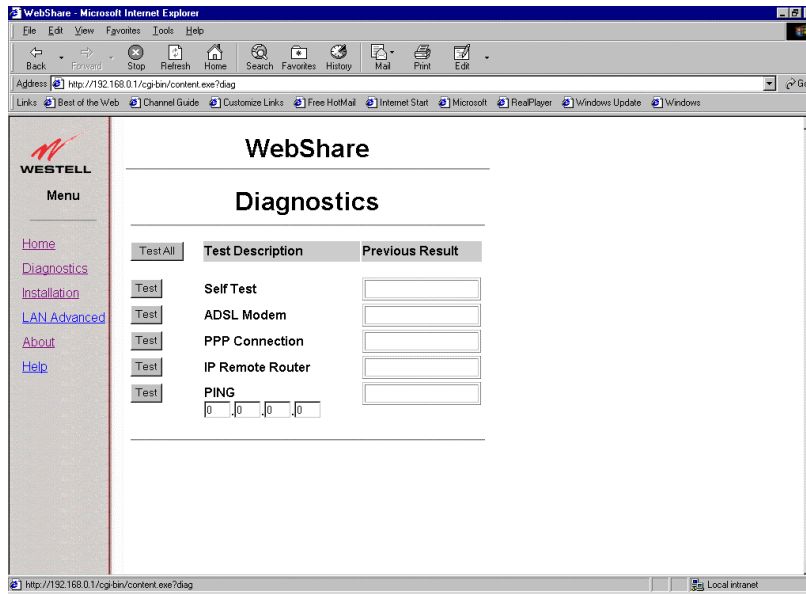 WebShare - Microsoft Internet Explorer
File Edit View Favorites Tools Help
Back Forward Stop Refresh Home Search Favorites History Mail Print Edit
Address http://192.168.0.1/cgi-bin/content.exe?diag Go
Links Best of the Web Channel Guide Customize Links Free HotMail Internet Start Microsoft RealPlayer Windows Update Windows
WESTELL
Menu
Home
Diagnostics
Installation
LAN Advanced
About
Help
WebShare
Diagnostics
Test All Test Description Previous Result
Test Self Test
Test ADSL Modem
Test PPP Connection
Test IP Remote Router
Test PING
0 .0 .0 .0
http://192.168.0.1/cgi-bin/content.exe?diag Local intranet